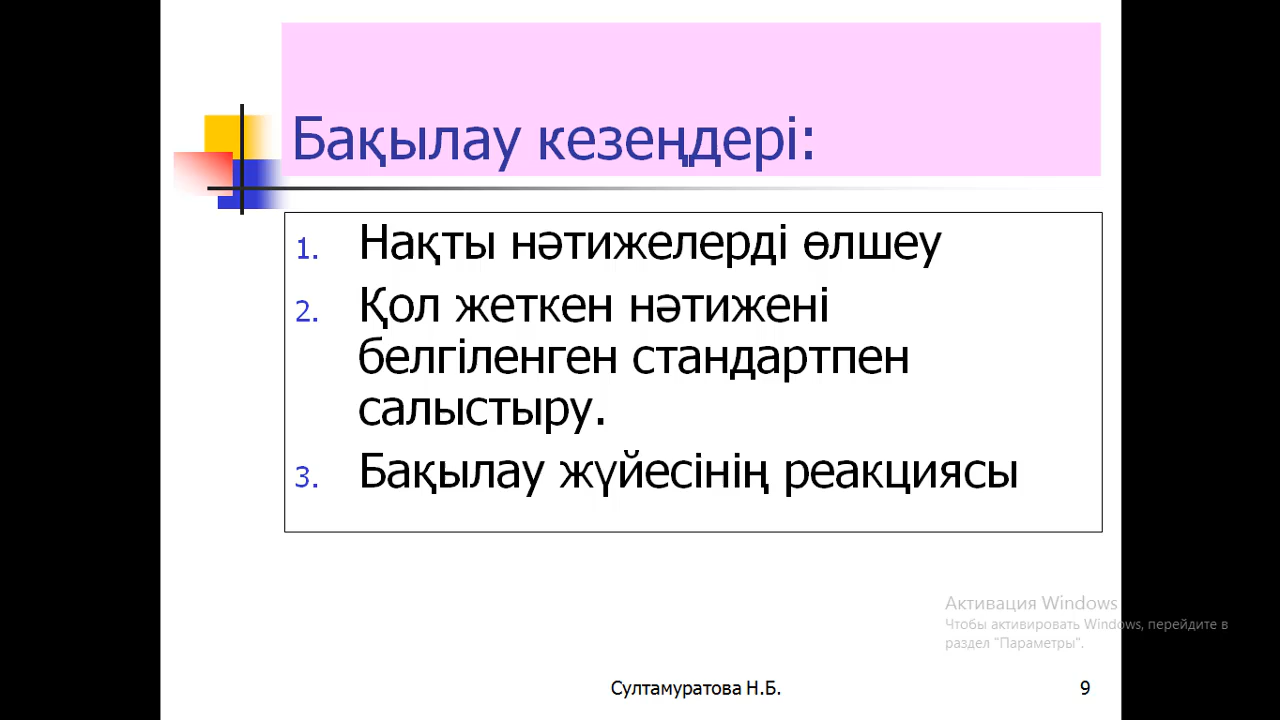 Бақылау кезеңдері:
1. Нақты нәтижелерді өлшеу
2. Қол жеткен нәтижені
белгіленген стандартпен
салыстыру.
3. Бақылау жүйесінің реакциясы
Активация Windows
Чтобы активировать Windows, перейдите в
раздел "Параметры".
Султамуратова Н.Б.
9